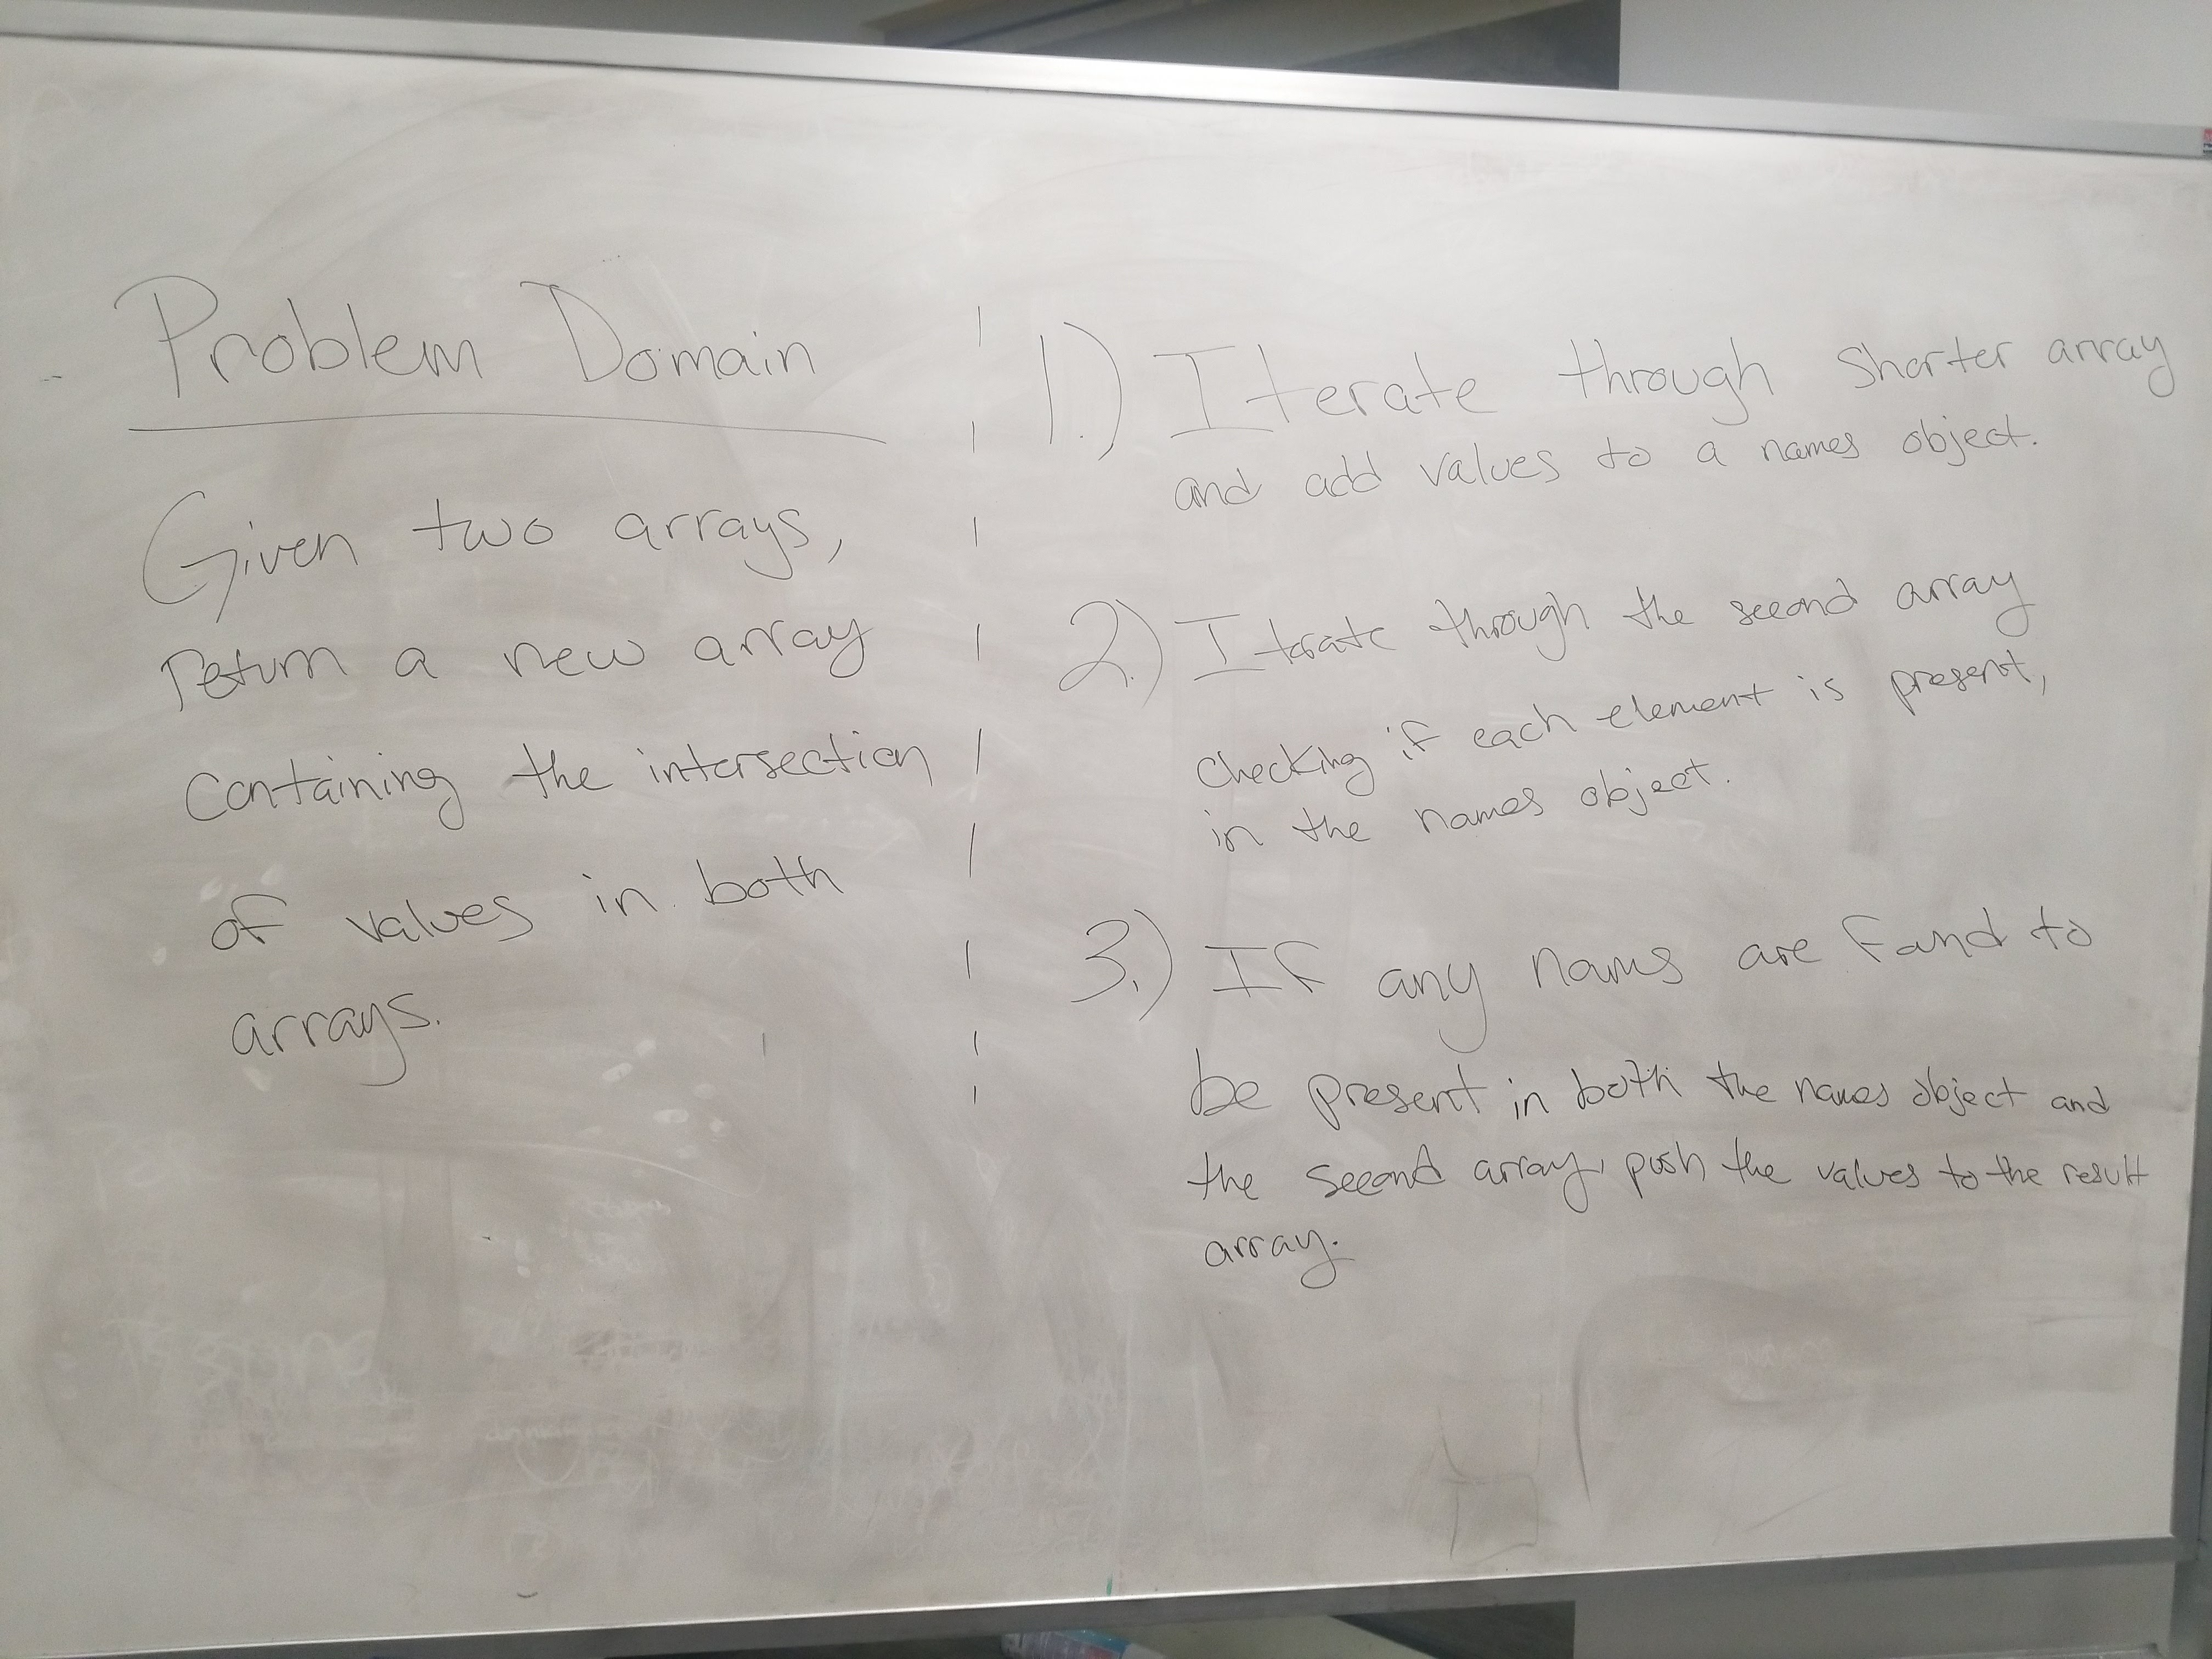 Problem Domain
Given two arrays,
return a new array
containing the intersection
of values in both
arrays.
1.) Iterate through shorter array
and add values to a names object.
2.) Iterate through the second array
checking if each element is present,
in the names object.
3.) If any names are found to
be present in both the names object and
the second array, push the values to the result
array.